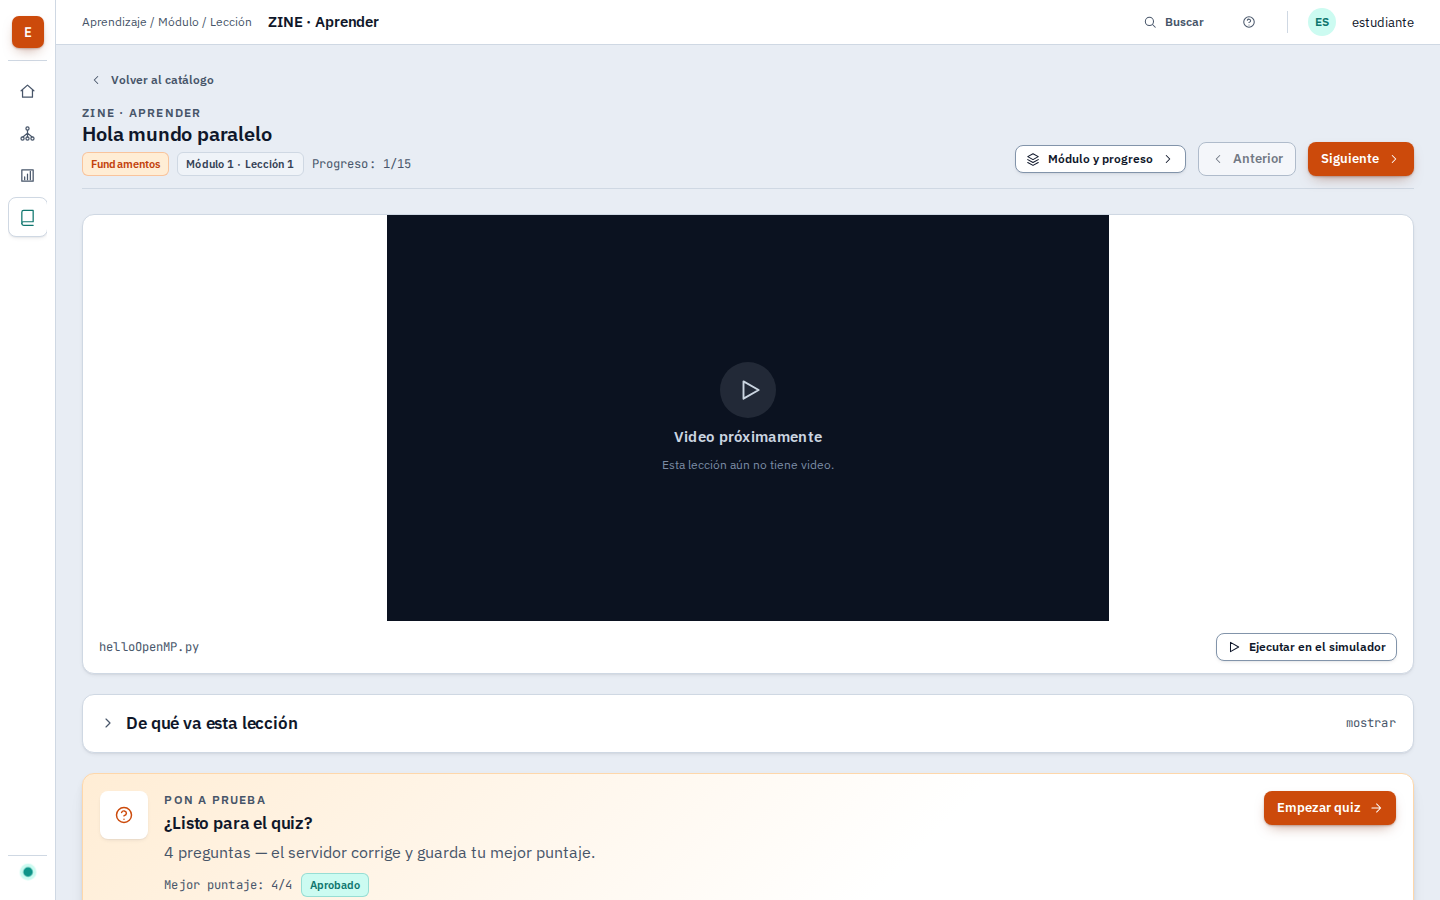 E
Aprendizaje / Módulo / Lección
ZINE · Aprender
Buscar
ES
estudiante
Volver al catálogo
ZINE · APRENDER
Hola mundo paralelo
Fundamentos
Módulo 1 · Lección 1
Progreso: 1/15
Módulo y progreso
Anterior
Siguiente
Video próximamente
Esta lección aún no tiene video.
helloOpenMP.py
Ejecutar en el simulador
De qué va esta lección
mostrar
PON A PRUEBA
¿Listo para el quiz?
4 preguntas — el servidor corrige y guarda tu mejor puntaje.
Mejor puntaje: 4/4
Aprobado
Empezar quiz